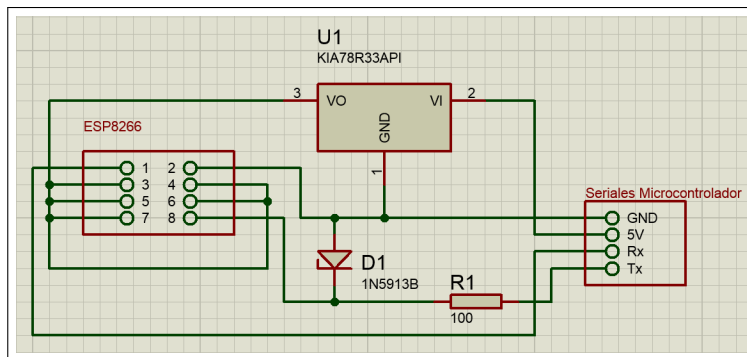 U1
KIA78R33API
3 VO VI 2
GND
1
ESP8266
1 2
3 4
5 6
7 8
Seriales Microcontrolador
GND
5V
Rx
Tx
D1
1N5913B
R1
100